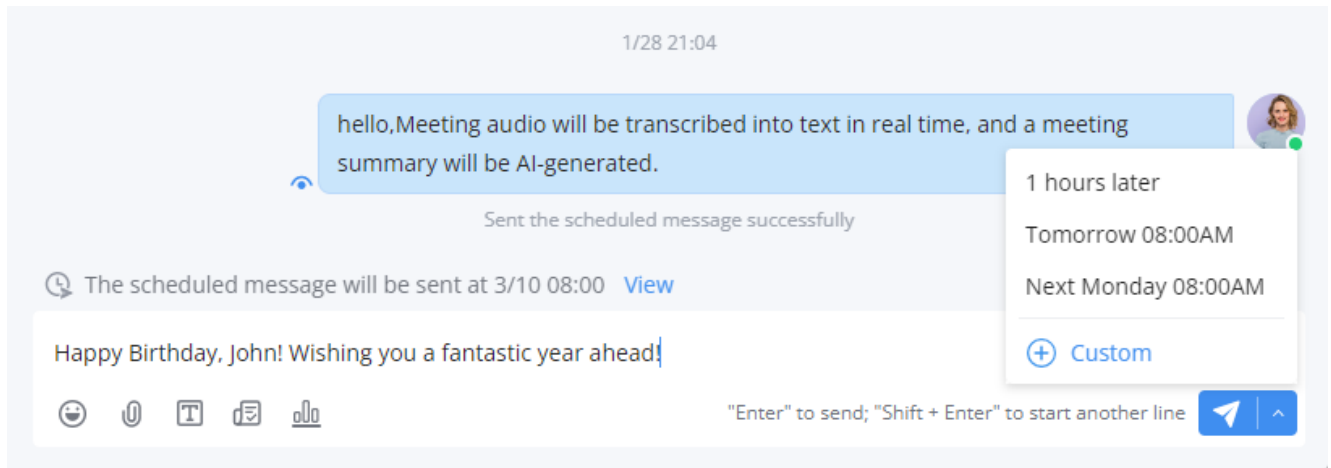 1/28 21:04
hello,Meeting audio will be transcribed into text in real time, and a meeting
summary will be AI-generated.
Sent the scheduled message successfully
1 hours later
Tomorrow 08:00AM
Next Monday 08:00AM
Custom
The scheduled message will be sent at 3/10 08:00 View
Happy Birthday, John! Wishing you a fantastic year ahead!
"Enter" to send; "Shift + Enter" to start another line